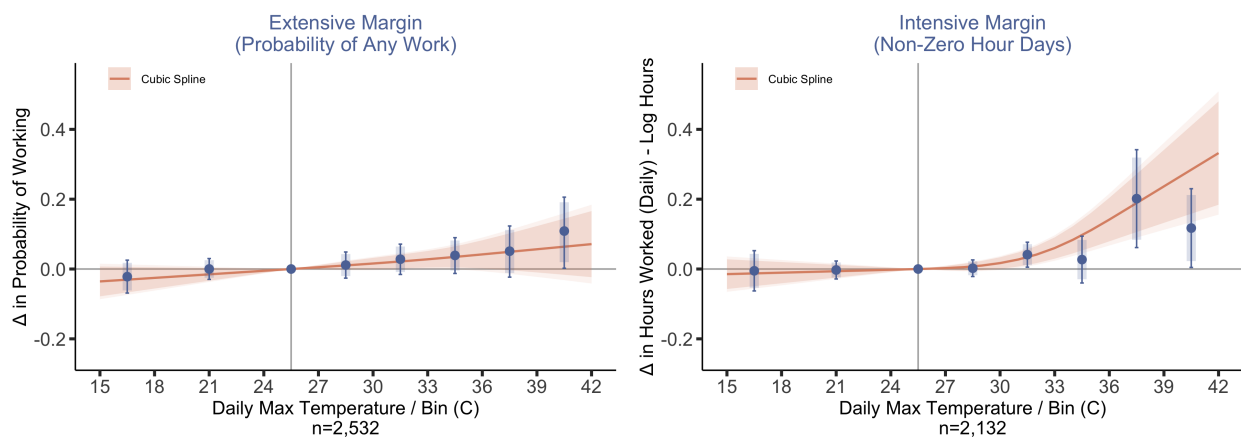 Extensive Margin
(Probability of Any Work)
Cubic Spline
Δ in Probability of Working
0.4
0.2
0.0
-0.2
15 18 21 24 27 30 33 36 39 42
Daily Max Temperature / Bin (C)
n=2,532
Intensive Margin
(Non-Zero Hour Days)
Cubic Spline
Δ in Hours Worked (Daily) - Log Hours
0.4
0.2
0.0
-0.2
15 18 21 24 27 30 33 36 39 42
Daily Max Temperature / Bin (C)
n=2,132